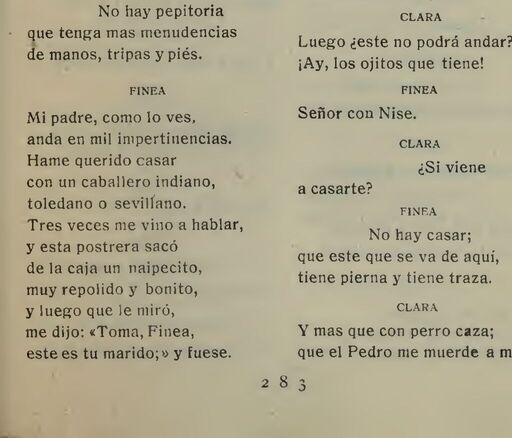 No hay pepitoria
que tenga mas menudencias
de manos, tripas y piés.
FINEA
Mi padre, como lo ves,
anda en mil impertinencias.
Hame querido casar
con un caballero indiano,
toledano o sevillano.
Tres veces me vino a hablar,
y esta postrera sacó
de la caja un naipecito,
muy repolido y bonito,
y luego que le miró,
me dijo: «Toma, Finea,
este es tu marido;» y fuese.
CLARA
Luego ¿este no podrá andar?
¡Ay, los ojitos que tiene!
FINEA
Señor con Nise.
CLARA
¿Si viene
a casarte?
FINEA
No hay casar;
que este que se va de aquí,
tiene pierna y tiene traza.
CLARA
Y mas que con perro caza;
que el Pedro me muerde a m
283